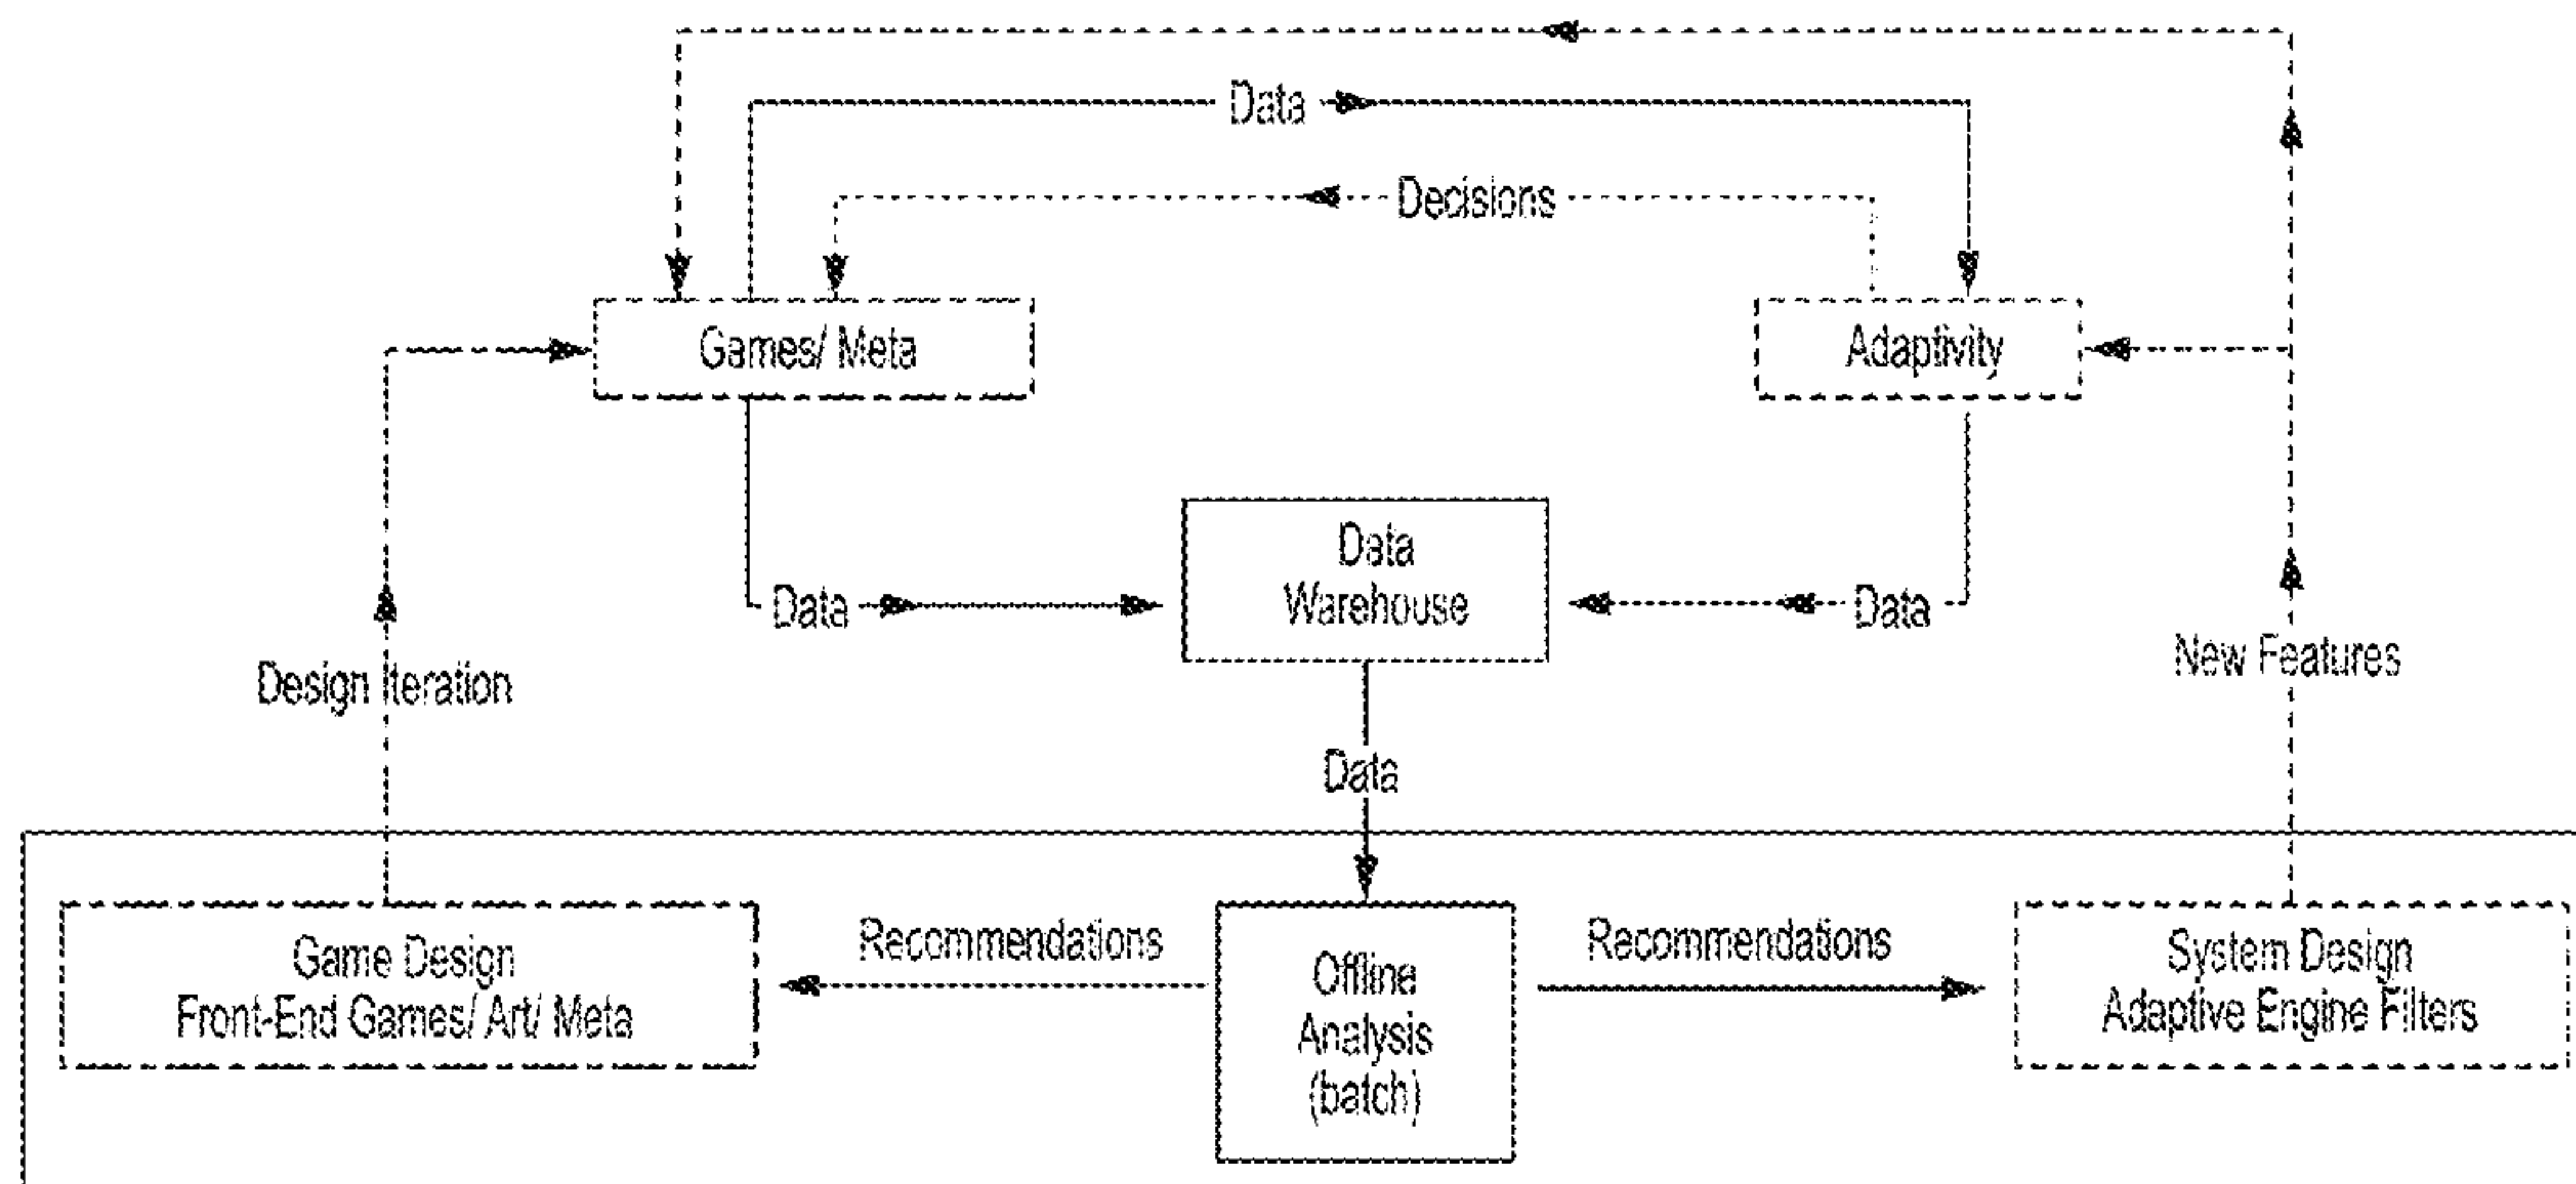 Data
Decisions
Games/ Meta
Adaptivity
Data
Warehouse
Data
Data
Design Iteration
New Features
Data
Game Design
Front-End Games/ Art/ Meta
Recommendations
Offline
Analysis
(batch)
Recommendations
System Design
Adaptive Engine Filters